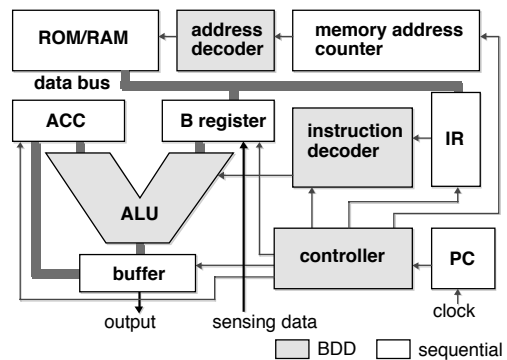 ROM/RAM
address
decoder
memory address
counter
data bus
ACC
B register
instruction
decoder
IR
ALU
controller
PC
buffer
output
sensing data
clock
BDD
sequential